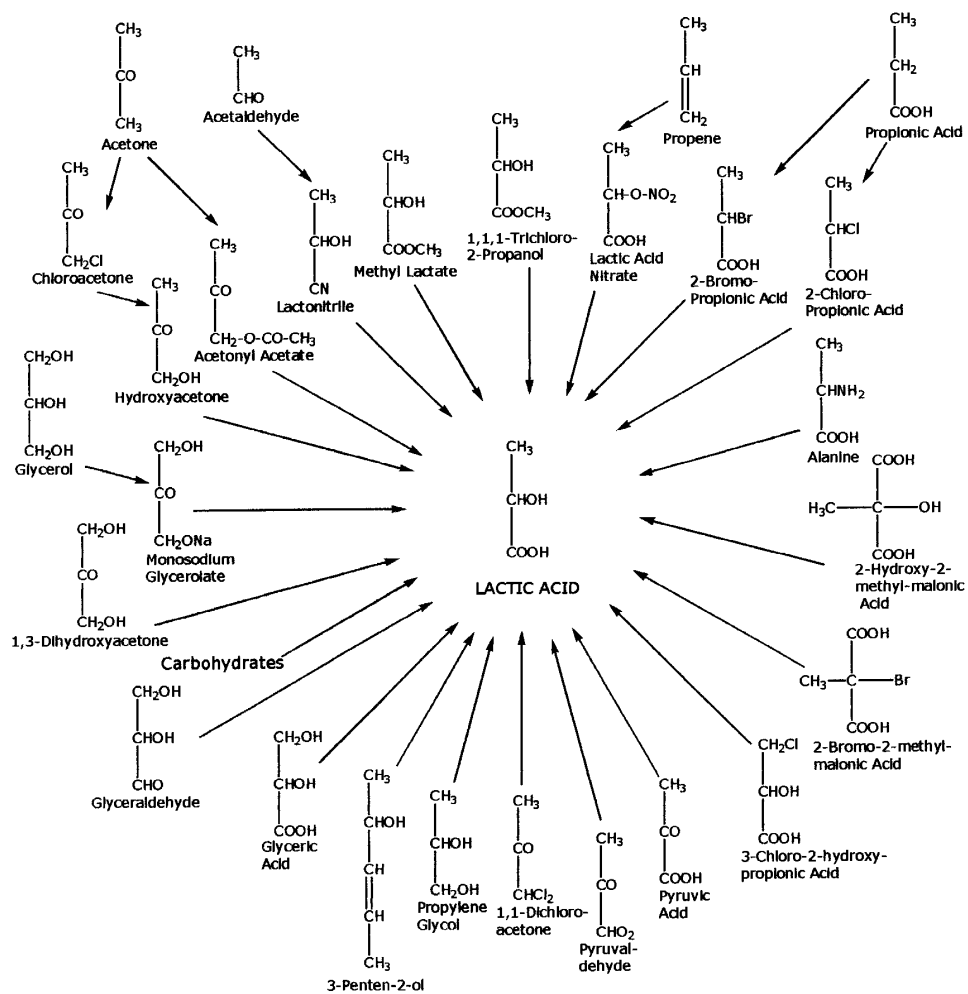 CH₃
CO
CH₃
Acetone
CH₃
CHO
Acetaldehyde
CH₃
CH
CH₂
Propene
CH₃
CH₂
COOH
Propionic Acid
CH₃
CO
CH₂Cl
Chloroacetone
CH₃
CO
CH₂-O-CO-CH₃
Acetonyl Acetate
CH₃
CHOH
CN
Lactonitrile
CH₃
CHOH
COOCH₃
Methyl Lactate
CH₃
CHOH
COOCH₃
1,1,1-Trichloro-
2-Propanol
CH₃
CH-O-NO₂
COOH
Lactic Acid
Nitrate
CH₃
CHBr
COOH
2-Bromo-
Propionic Acid
CH₃
CHCl
COOH
2-Chloro-
Propionic Acid
CH₃
CO
CH₂OH
Hydroxyacetone
CH₂OH
CHOH
CH₂OH
Glycerol
CH₂OH
CO
CH₂ONa
Monosodium
Glycerolate
CH₃
CHOH
COOH
LACTIC ACID
CH₃
CHNH₂
COOH
Alanine
COOH
H₃C
C
OH
COOH
2-Hydroxy-2-
methyl-malonic
Acid
CH₂OH
CO
CH₂OH
1,3-Dihydroxyacetone
Carbohydrates
COOH
CH₃
C
Br
COOH
2-Bromo-2-methyl-
malonic Acid
CH₂OH
CHOH
CHO
Glyceraldehyde
CH₂OH
CHOH
COOH
Glyceric
Acid
CH₃
CHOH
CH
CH
CH₃
3-Penten-2-ol
CH₃
CHOH
CH₂OH
Propylene
Glycol
CH₃
CO
CHCl₂
1,1-Dichloro-
acetone
CH₃
CO
CHO₂
Pyruval-
dehyde
CH₃
CO
COOH
Pyruvic
Acid
CH₂Cl
CHOH
COOH
3-Chloro-2-hydroxy-
propionic Acid